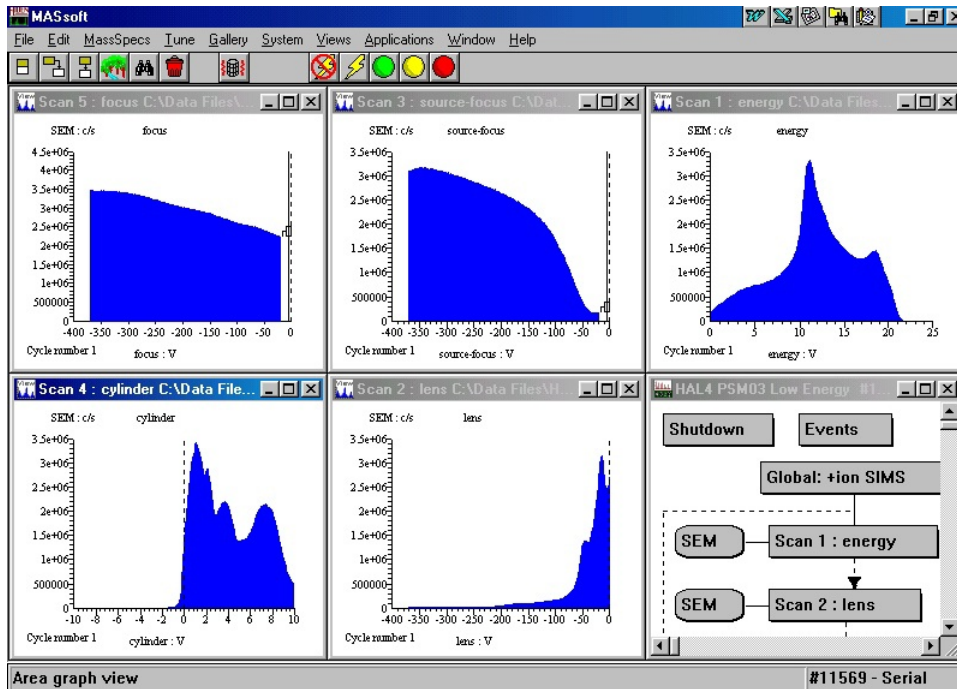 MASsoft
File Edit MassSpecs Tune Gallery System Views Applications Window Help
Scan 5 : focus C:\Data Files\...
SEM : c/s focus
4.5e+06
4e+06
3.5e+06
3e+06
2.5e+06
2e+06
1.5e+06
1e+06
500000
0
-400 -350 -300 -250 -200 -150 -100 -50 0
Cycle number 1 focus : V
Scan 3 : source-focus C:\Dat...
SEM : c/s source-focus
3.5e+06
3e+06
2.5e+06
2e+06
1.5e+06
1e+06
500000
0
-400 -350 -300 -250 -200 -150 -100 -50 0
Cycle number 1 source-focus : V
Scan 1 : energy C:\Data Files...
SEM : c/s energy
3.5e+06
3e+06
2.5e+06
2e+06
1.5e+06
1e+06
500000
0
0 5 10 15 20 25
Cycle number 1 energy : V
Scan 4 : cylinder C:\Data File...
SEM : c/s cylinder
3.5e+06
3e+06
2.5e+06
2e+06
1.5e+06
1e+06
500000
0
-10 -8 -6 -4 -2 0 2 4 6 8 10
Cycle number 1 cylinder : V
Scan 2 : lens C:\Data Files\H...
SEM : c/s lens
3.5e+06
3e+06
2.5e+06
2e+06
1.5e+06
1e+06
500000
0
-400 -350 -300 -250 -200 -150 -100 -50 0
Cycle number 1 lens : V
HAL4 PSM03 Low Energy #1...
Shutdown Events
Global: +ion SIMS
SEM Scan 1 : energy
SEM Scan 2 : lens
Area graph view #11569 - Serial